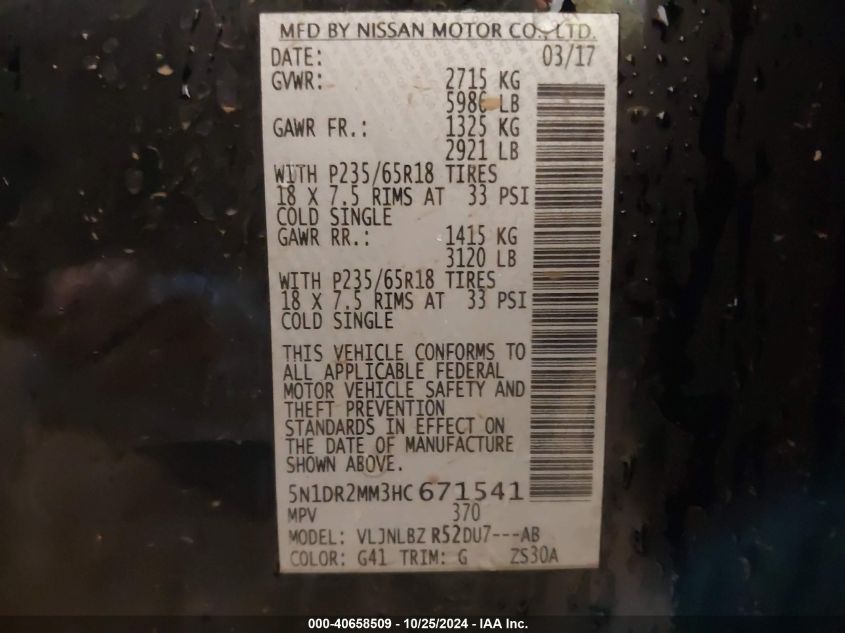 MFD BY NISSAN MOTOR CO., LTD.
DATE: 03/17
GVWR: 2715 KG
5986 LB
GAWR FR.: 1325 KG
2921 LB
WITH P235/65R18 TIRES
18 X 7.5 RIMS AT 33 PSI
COLD SINGLE
GAWR RR.: 1415 KG
3120 LB
WITH P235/65R18 TIRES
18 X 7.5 RIMS AT 33 PSI
COLD SINGLE
THIS VEHICLE CONFORMS TO
ALL APPLICABLE FEDERAL
MOTOR VEHICLE SAFETY AND
THEFT PREVENTION
STANDARDS IN EFFECT ON
THE DATE OF MANUFACTURE
SHOWN ABOVE.
5N1DR2MM3HC671541
MPV 370
MODEL: VLJNLBZ R52DU7---AB
COLOR: G41 TRIM: G ZS30A
000-40658509 - 10/25/2024 - IAA Inc.